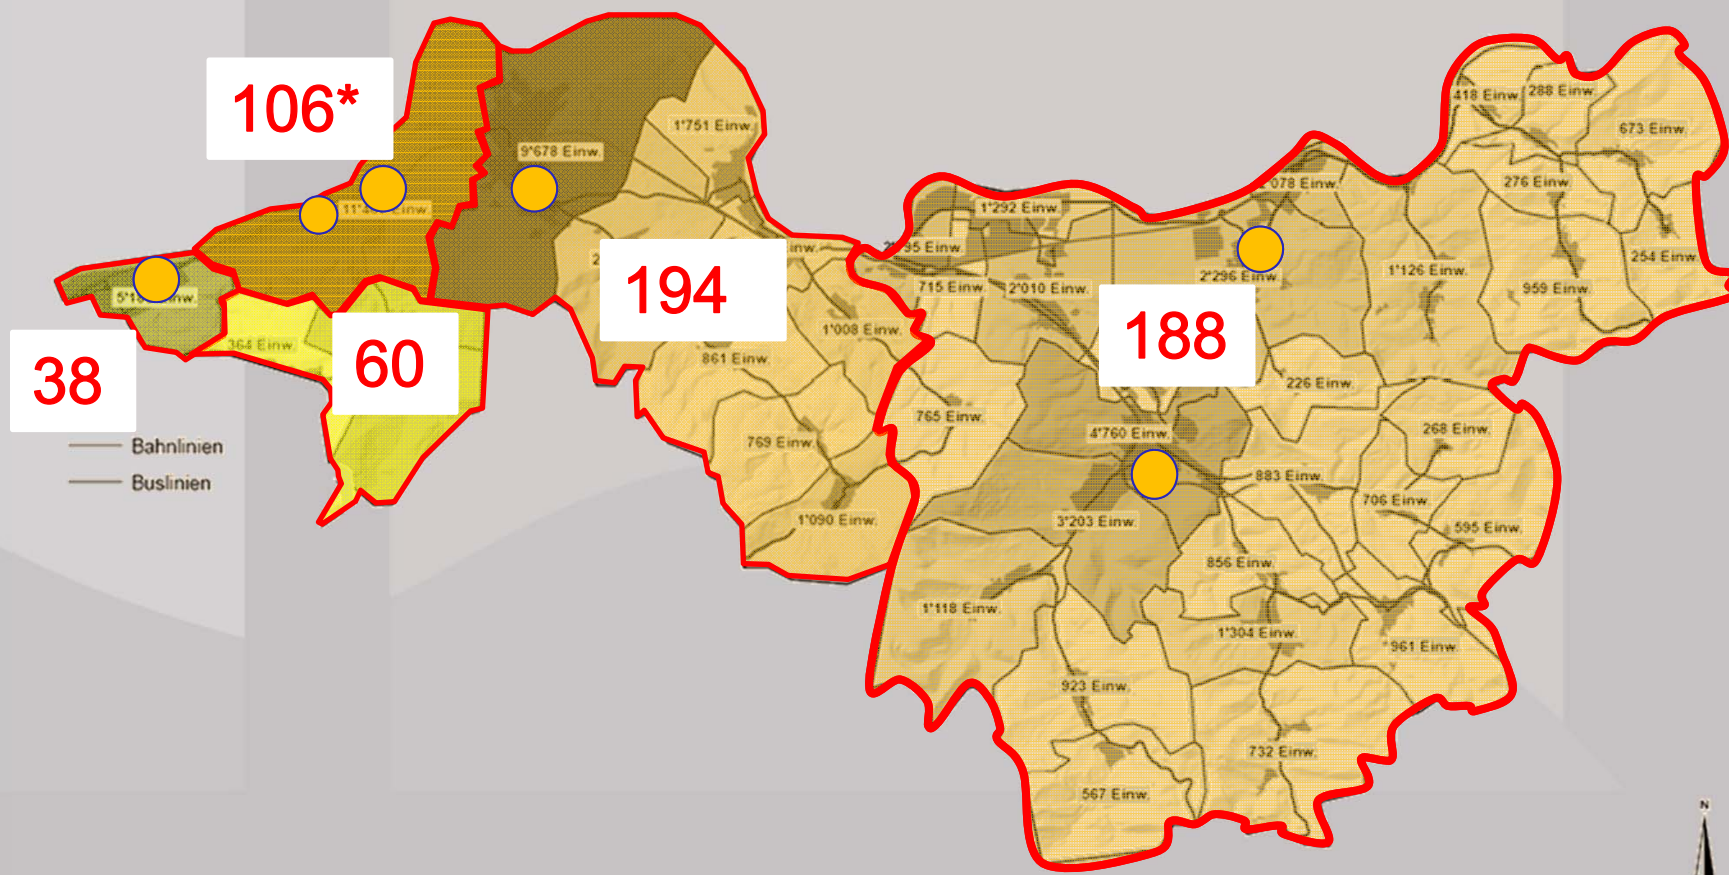 106*
194
188
38
60
9'678 Einw.
1'751 Einw.
Einw.
364 Einw.
861 Einw.
1'008 Einw.
769 Einw.
1'090 Einw.
1'292 Einw.
715 Einw.
2'010 Einw.
2'296 Einw.
1'126 Einw.
418 Einw.
288 Einw.
673 Einw.
276 Einw.
254 Einw.
959 Einw.
226 Einw.
765 Einw.
4'760 Einw.
268 Einw.
883 Einw.
706 Einw.
595 Einw.
3'203 Einw.
856 Einw.
1'118 Einw.
1'304 Einw.
961 Einw.
923 Einw.
732 Einw.
567 Einw.
Bahnlinien
Buslinien
N